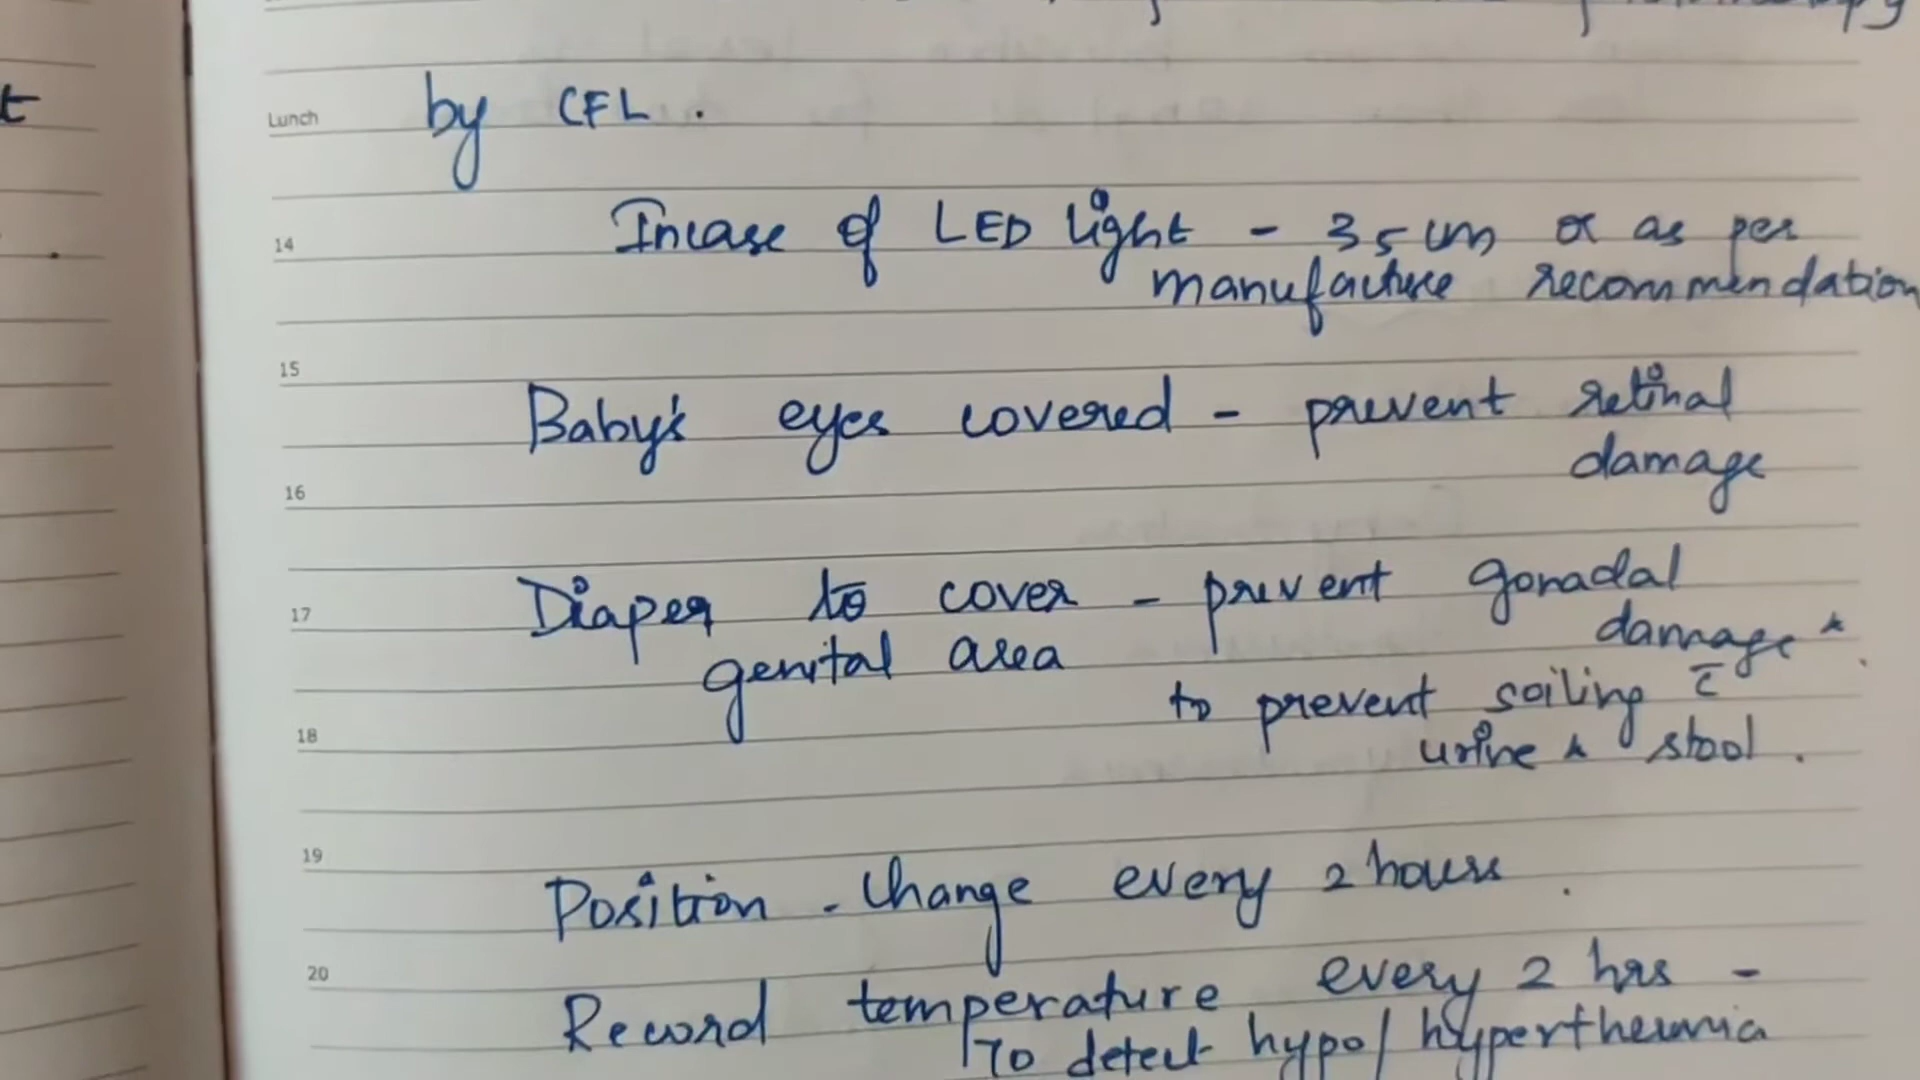 by CFL.
Lunch
Incase of LED light - 35 cm or as per
14
manufacture recommendation
15
Baby's eyes covered - prevent retinal
damage
16
Diaper to cover - prevent gonadal
17
genital area damage &
to prevent soiling c̄
18
urine & stool.
19
Position - Change every 2 hours.
20
Record temperature every 2 hrs -
To detect hypo/hyperthermia